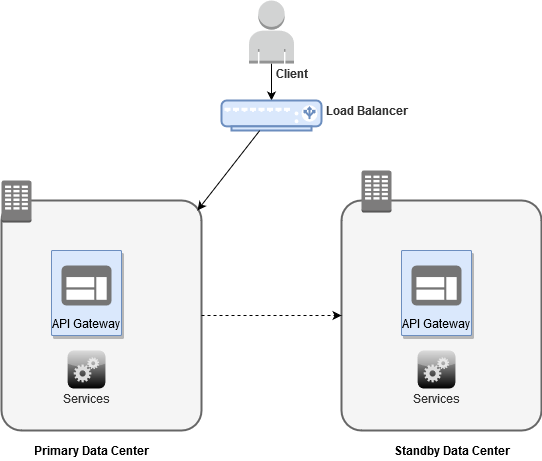 Client
Load Balancer
API Gateway
API Gateway
Services
Services
Primary Data Center
Standby Data Center